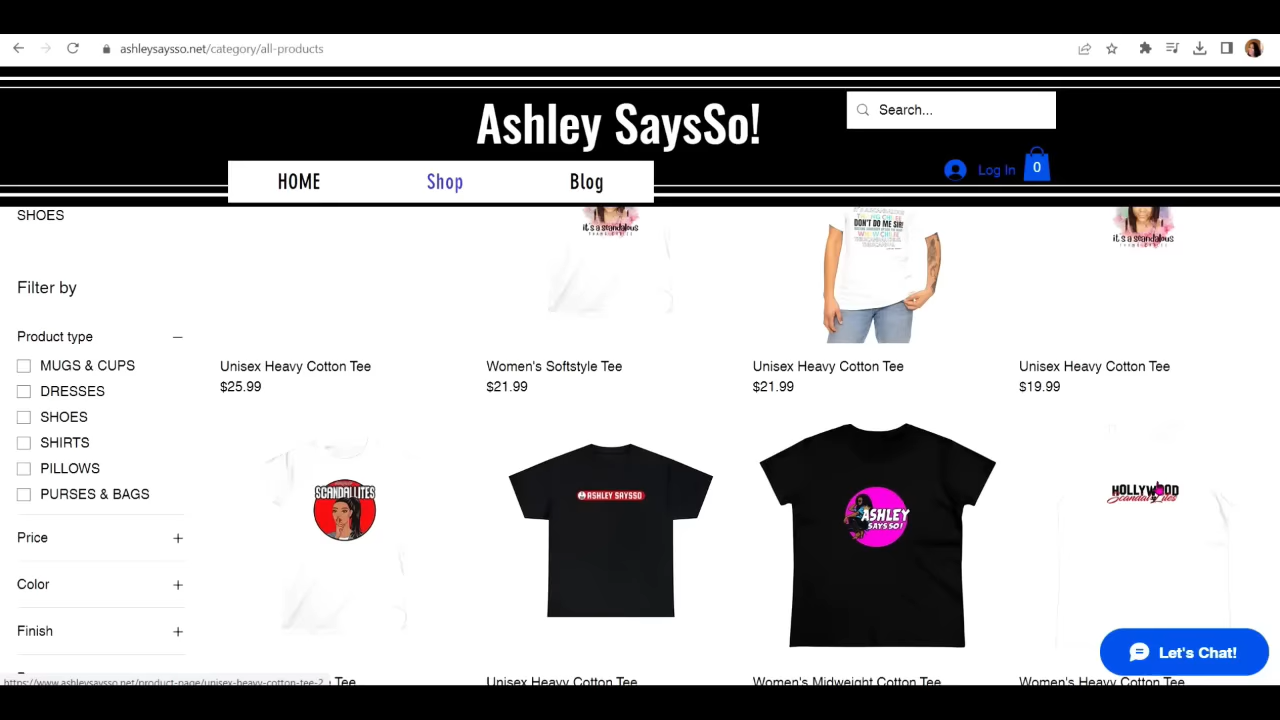 ashleysaysso.net/category/all-products
Ashley SaysSo!
Search...
Log In
0
HOME
Shop
Blog
SHOES
it's a scandalous
DON'T DO ME SIR!
it's a scandalous
Filter by
Product type
MUGS & CUPS
DRESSES
SHOES
SHIRTS
PILLOWS
PURSES & BAGS
Price
Color
Finish
Unisex Heavy Cotton Tee
$25.99
Women's Softstyle Tee
$21.99
Unisex Heavy Cotton Tee
$21.99
Unisex Heavy Cotton Tee
$19.99
SCANDALITES
ASHLEY SAYSSO
ASHLEY
SAYS SO!
HOLLYWOOD
Scandalites
Let's Chat!
https://www.ashleysaysso.net/product-page/unisex-heavy-cotton-tee-2
Tee
Unisex Heavy Cotton Tee
Women's Midweight Cotton Tee
Women's Heavy Cotton Tee